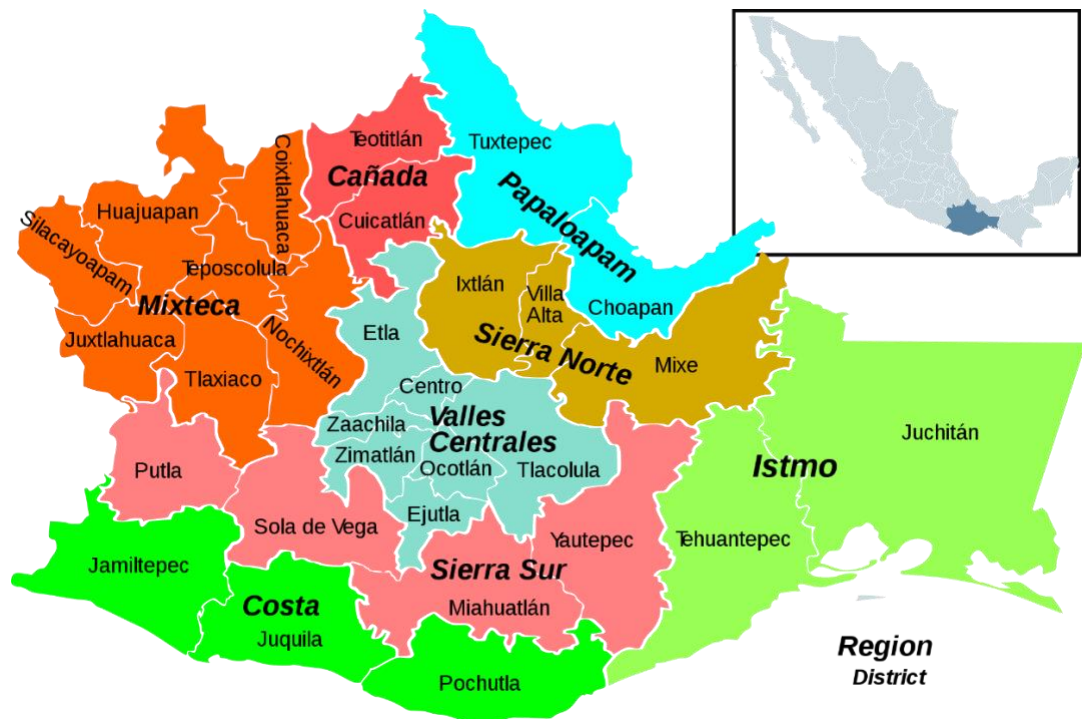 Teotitlán
Tuxtepec
Coixtlahuaca
Cañada
Papaloapam
Huajuapan
Cuicatlán
Silacayoapam
Teposcolula
Ixtlán
Villa
Alta
Mixteca
Choapan
Etla
Juxtlahuaca
Nochixtlán
Sierra Norte
Mixe
Tlaxiaco
Centro
Zaachila
Valles
Centrales
Juchitán
Zimatlán
Ocotlán
Tlacolula
Istmo
Putla
Ejutla
Sola de Vega
Yautepec
Tehuantepec
Jamiltepec
Sierra Sur
Costa
Miahuatlán
Juquila
Region
District
Pochutla